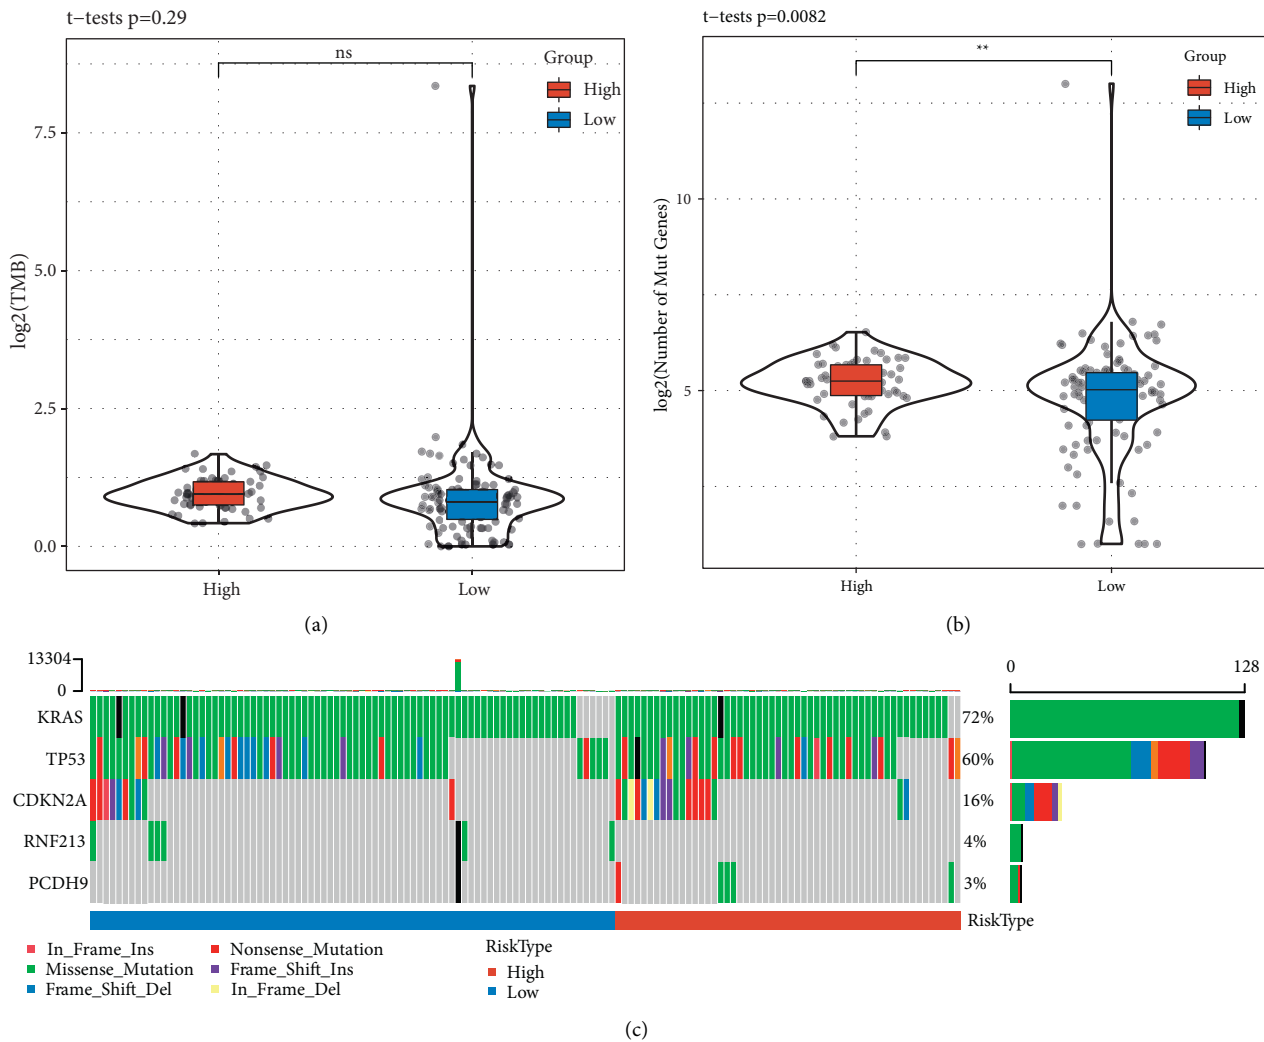 t−tests p=0.29
ns
Group
High
Low
7.5
5.0
2.5
0.0
log2(TMB)
High
Low
(a)
t−tests p=0.0082
**
Group
High
Low
10
5
log2(Number of Mut Genes)
High
Low
(b)
13304
0
KRAS
TP53
CDKN2A
RNF213
PCDH9
72%
60%
16%
4%
3%
0
128
RiskType
In_Frame_Ins
Missense_Mutation
Frame_Shift_Del
Nonsense_Mutation
Frame_Shift_Ins
In_Frame_Del
RiskType
High
Low
(c)